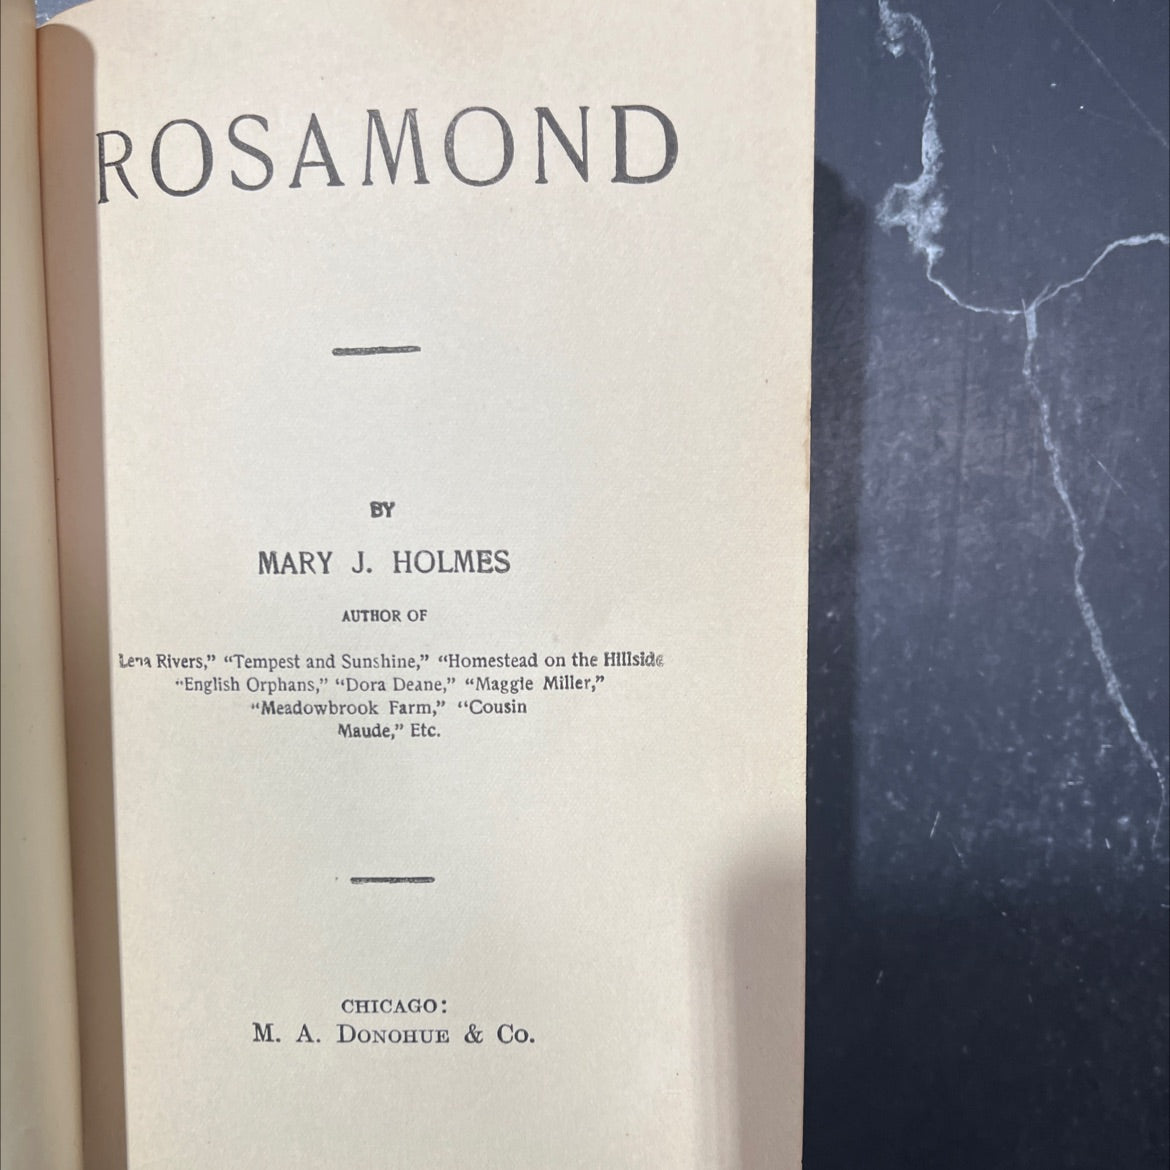 ROSAMOND
BY
MARY J. HOLMES
AUTHOR OF
Lena Rivers,” “Tempest and Sunshine,” “Homestead on the Hillside
“English Orphans,” “Dora Deane,” “Maggie Miller,”
“Meadowbrook Farm,” “Cousin
Maude,” Etc.
CHICAGO:
M. A. DONOHUE & CO.